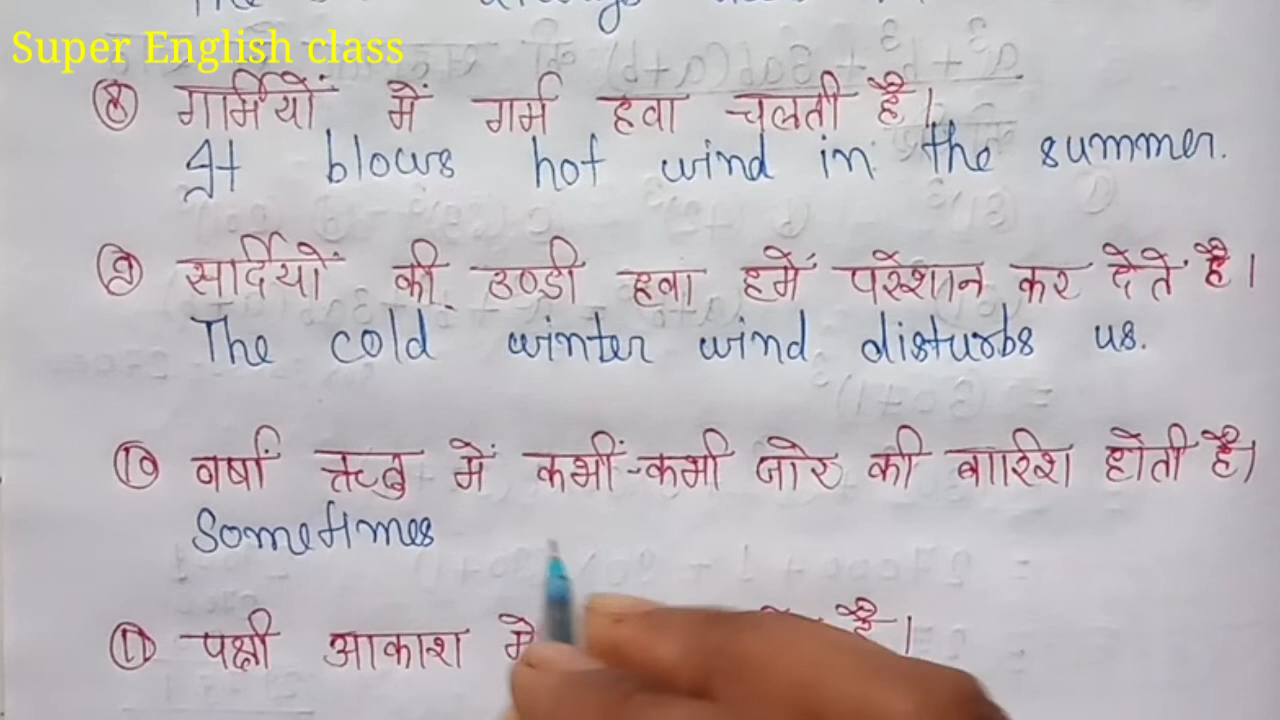 Super English class
⑧ गर्मियों में गर्म हवा चलती है।
It blows hot wind in the summer.
⑨ सर्दियों की ठण्डी हवा हमें परेशान कर देते है।
The cold winter wind disturbs us.
⑩ वर्षा ऋतु में कभी-कभी जोर की बारिश होती है।
Sometimes
⑪ पक्षी आकाश में है।